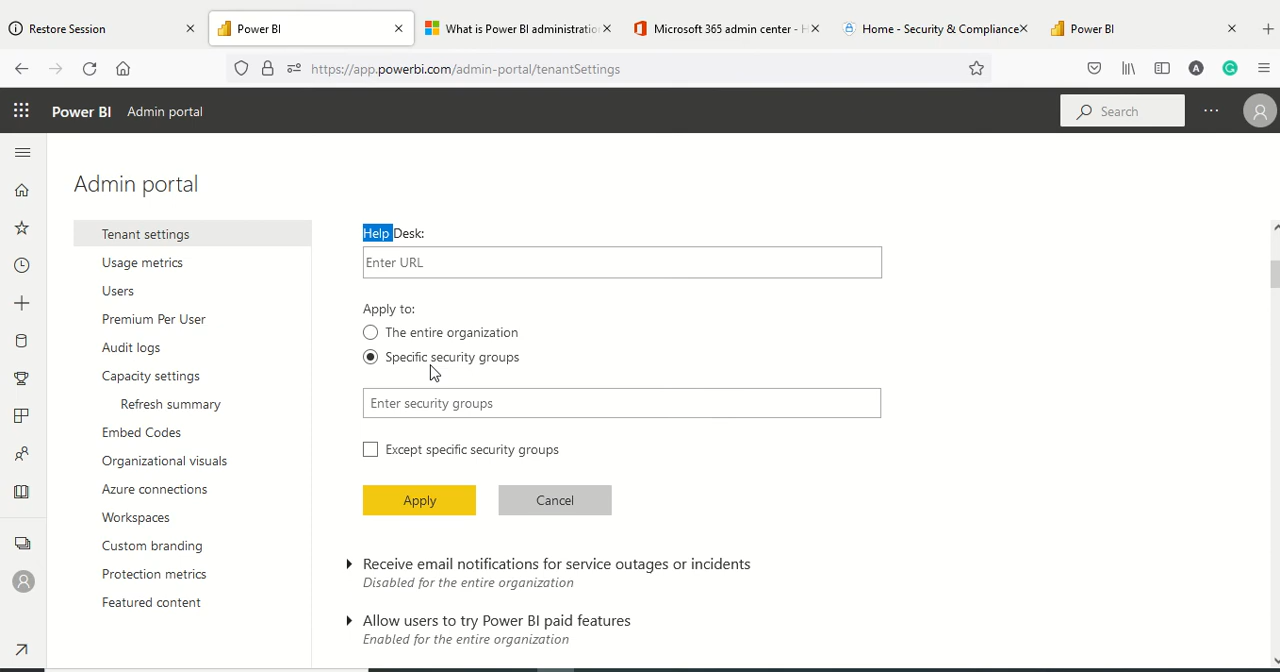 Restore Session
Power BI
What is Power BI administratio
Microsoft 365 admin center - H
Home - Security & Compliance
Power BI
https://app.powerbi.com/admin-portal/tenantSettings
A
G
Power BI Admin portal
Search
Admin portal
Tenant settings
Usage metrics
Users
Premium Per User
Audit logs
Capacity settings
Refresh summary
Embed Codes
Organizational visuals
Azure connections
Workspaces
Custom branding
Protection metrics
Featured content
Help Desk:
Enter URL
Apply to:
The entire organization
Specific security groups
Enter security groups
Except specific security groups
Apply
Cancel
Receive email notifications for service outages or incidents
Disabled for the entire organization
Allow users to try Power BI paid features
Enabled for the entire organization